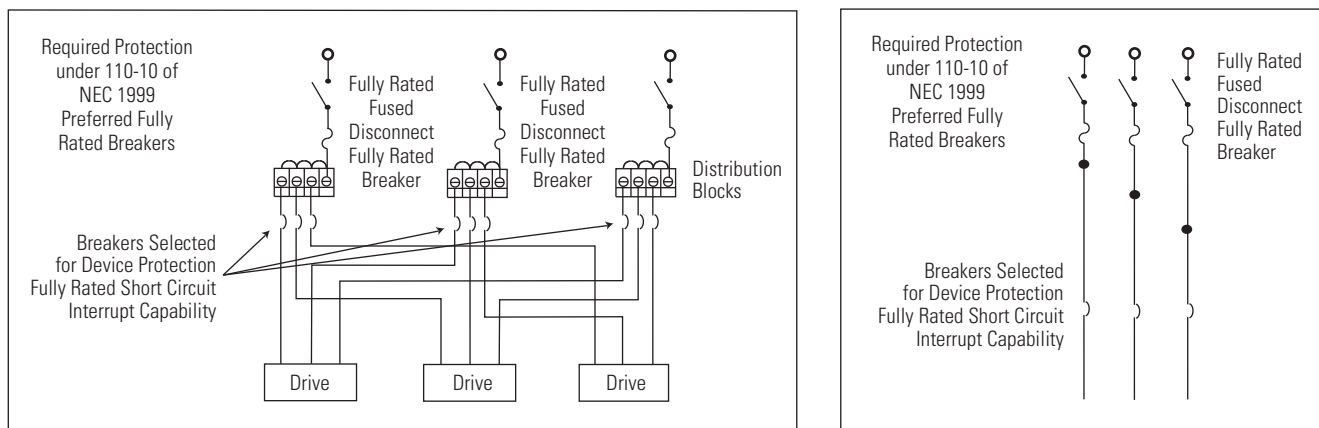 Required Protection
under 110-10 of
NEC 1999
Preferred Fully
Rated Breakers
Fully Rated
Fused
Disconnect
Fully Rated
Breaker
Fully Rated
Fused
Disconnect
Fully Rated
Breaker
Distribution
Blocks
Breakers Selected
for Device Protection
Fully Rated Short Circuit
Interrupt Capability
Drive
Drive
Drive
Required Protection
under 110-10 of
NEC 1999
Preferred Fully
Rated Breakers
Fully Rated
Fused
Disconnect
Fully Rated
Breaker
Breakers Selected
for Device Protection
Fully Rated Short Circuit
Interrupt Capability